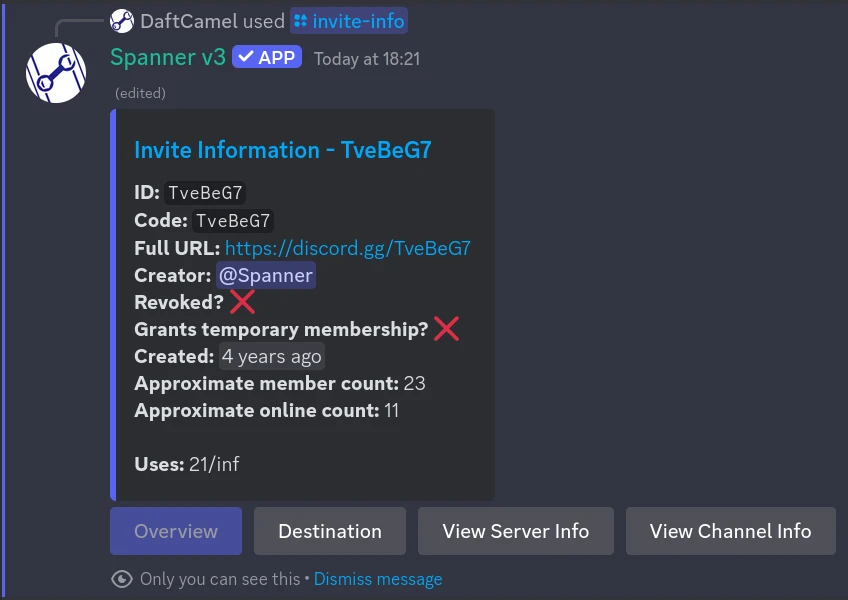 DaftCamel used invite-info
Spanner v3 APP Today at 18:21
(edited)
Invite Information - TveBeG7
ID: TveBeG7
Code: TveBeG7
Full URL: https://discord.gg/TveBeG7
Creator: @Spanner
Revoked? ❌
Grants temporary membership? ❌
Created: 4 years ago
Approximate member count: 23
Approximate online count: 11
Uses: 21/inf
Overview Destination View Server Info View Channel Info
Only you can see this • Dismiss message